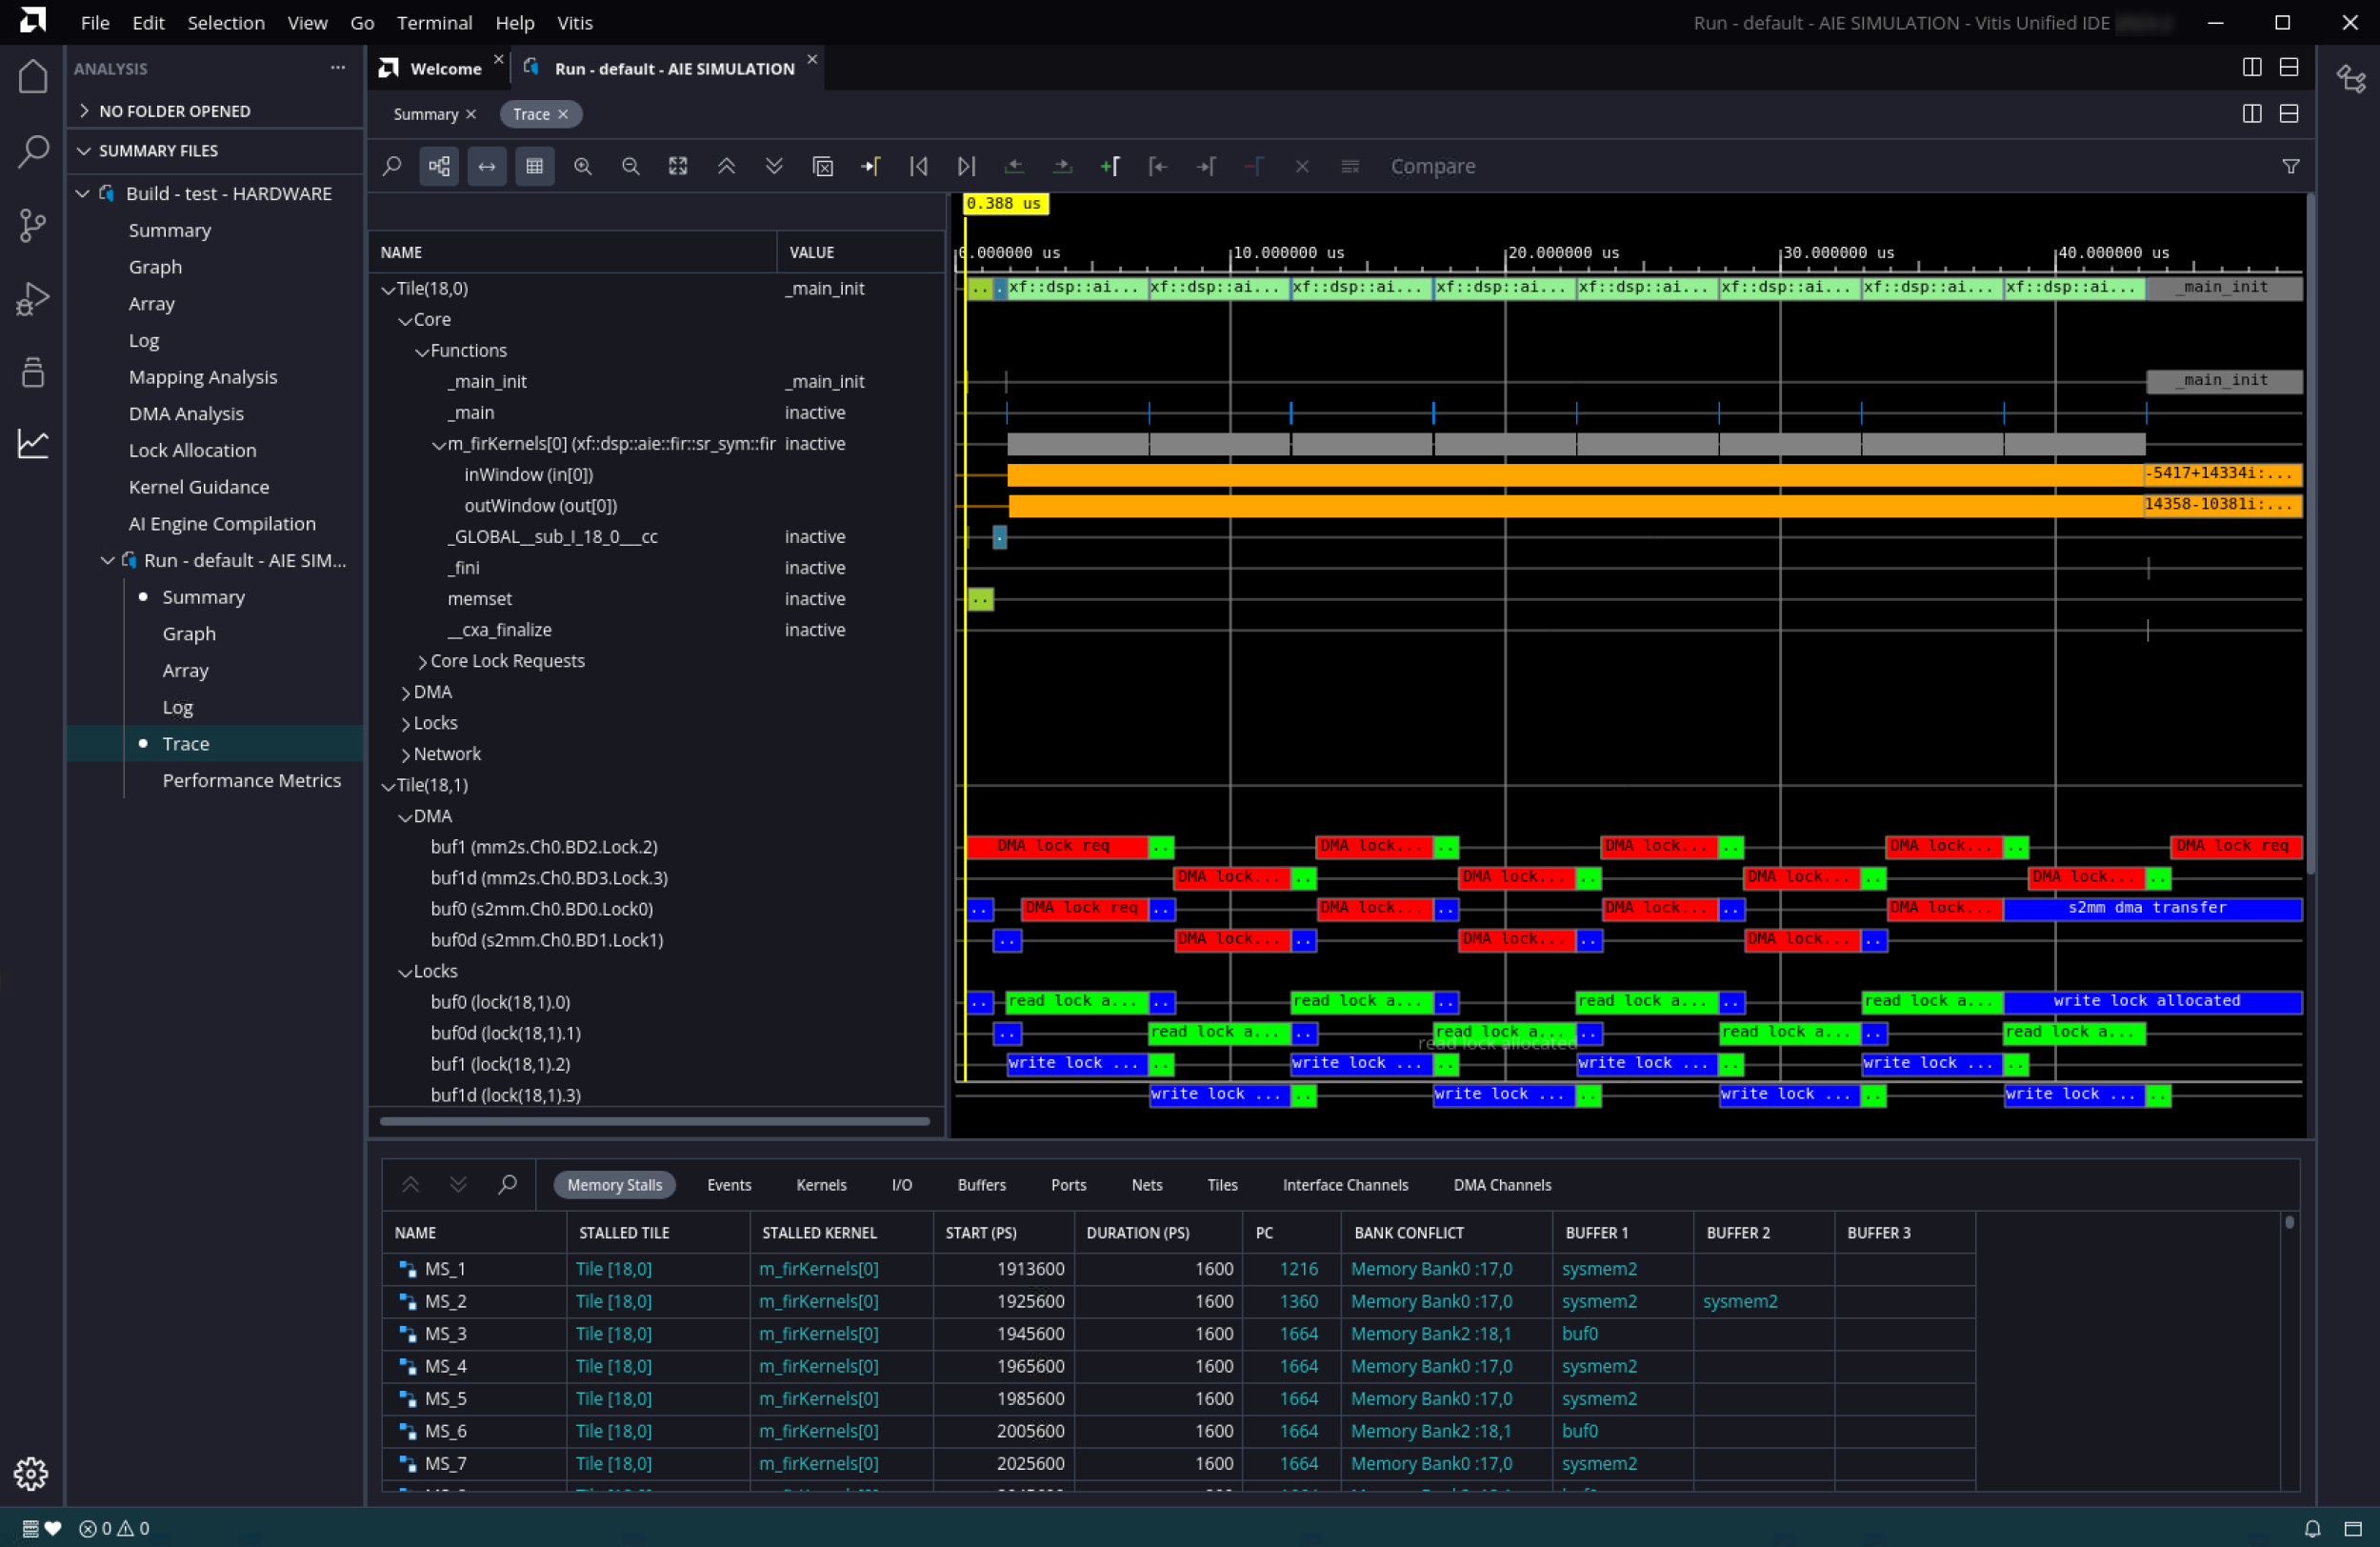 File Edit Selection View Go Terminal Help Vitis
Run - default - AIE SIMULATION - Vitis Unified IDE
ANALYSIS
NO FOLDER OPENED
SUMMARY FILES
Build - test - HARDWARE
Summary
Graph
Array
Log
Mapping Analysis
DMA Analysis
Lock Allocation
Kernel Guidance
AI Engine Compilation
Run - default - AIE SIM...
Summary
Graph
Array
Log
Trace
Performance Metrics
Welcome Run - default - AIE SIMULATION
Summary Trace
Compare
0.388 us
0.000000 us 10.000000 us 20.000000 us 30.000000 us 40.000000 us
NAME VALUE
Tile(18,0) _main_init .. . xf::dsp::ai... xf::dsp::ai... xf::dsp::ai... xf::dsp::ai... xf::dsp::ai... xf::dsp::ai... xf::dsp::ai... xf::dsp::ai... _main_init
Core
Functions
_main_init _main_init _main_init
_main inactive
m_firKernels[0] (xf::dsp::aie::fir::sr_sym::fir inactive
inWindow (in[0]) -5417+14334i:...
outWindow (out[0]) 14358-10381i:...
_GLOBAL__sub_I_18_0___cc inactive .
_fini inactive
memset inactive ..
__cxa_finalize inactive
Core Lock Requests
DMA
Locks
Network
Tile(18,1)
DMA
buf1 (mm2s.Ch0.BD2.Lock.2) DMA lock req .. DMA lock... .. DMA lock... .. DMA lock... .. DMA lock req
buf1d (mm2s.Ch0.BD3.Lock.3) DMA lock... .. DMA lock... .. DMA lock... .. DMA lock... ..
buf0 (s2mm.Ch0.BD0.Lock0) .. DMA lock req .. DMA lock... .. DMA lock... .. DMA lock... s2mm dma transfer
buf0d (s2mm.Ch0.BD1.Lock1) .. DMA lock... .. DMA lock... .. DMA lock... ..
Locks
buf0 (lock(18,1).0) .. read lock a... .. read lock a... .. read lock a... .. read lock a... write lock allocated
buf0d (lock(18,1).1) .. read lock a... .. read lock a... .. read lock a... .. read lock a...
read lock allocated
buf1 (lock(18,1).2) write lock ... .. write lock ... .. write lock ... .. write lock ... ..
buf1d (lock(18,1).3) write lock ... .. write lock ... .. write lock ... .. write lock ... ..
Memory Stalls Events Kernels I/O Buffers Ports Nets Tiles Interface Channels DMA Channels
NAME STALLED TILE STALLED KERNEL START (PS) DURATION (PS) PC BANK CONFLICT BUFFER 1 BUFFER 2 BUFFER 3
MS_1 Tile [18,0] m_firKernels[0] 1913600 1600 1216 Memory Bank0 :17,0 sysmem2
MS_2 Tile [18,0] m_firKernels[0] 1925600 1600 1360 Memory Bank0 :17,0 sysmem2 sysmem2
MS_3 Tile [18,0] m_firKernels[0] 1945600 1600 1664 Memory Bank2 :18,1 buf0
MS_4 Tile [18,0] m_firKernels[0] 1965600 1600 1664 Memory Bank0 :17,0 sysmem2
MS_5 Tile [18,0] m_firKernels[0] 1985600 1600 1664 Memory Bank0 :17,0 sysmem2
MS_6 Tile [18,0] m_firKernels[0] 2005600 1600 1664 Memory Bank2 :18,1 buf0
MS_7 Tile [18,0] m_firKernels[0] 2025600 1600 1664 Memory Bank0 :17,0 sysmem2
0 0